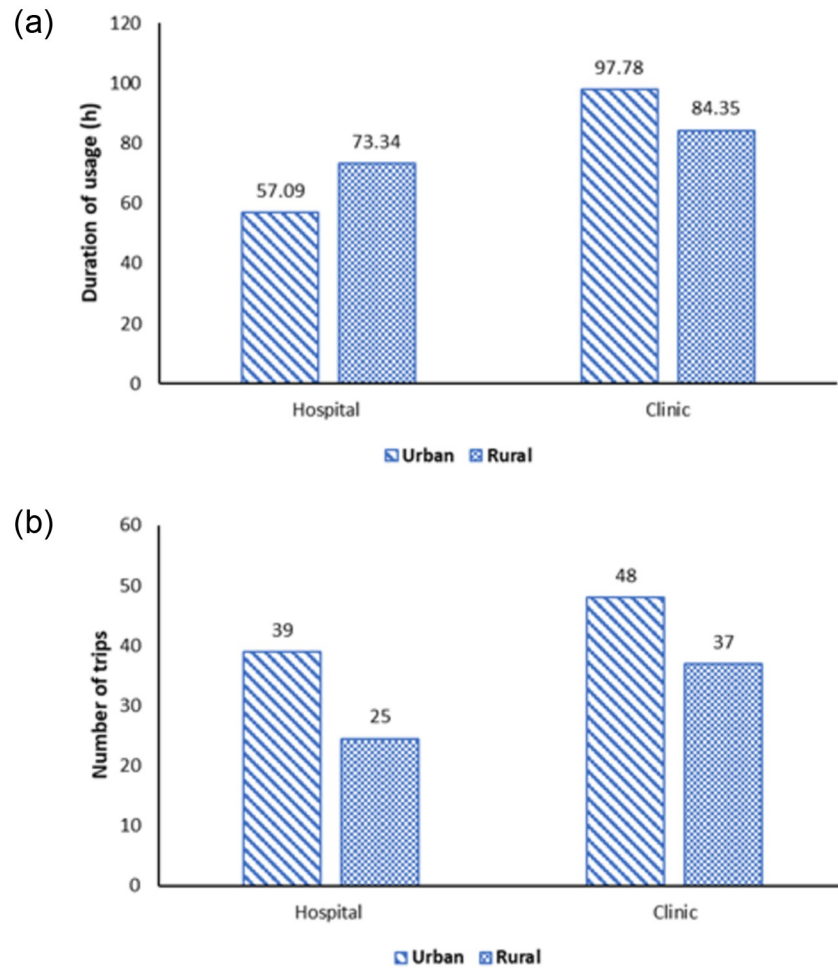 (a)
Duration of usage (h)
120
100
80
60
40
20
0
57.09
73.34
97.78
84.35
Hospital
Clinic
Urban
Rural
(b)
Number of trips
60
50
40
30
20
10
0
39
25
48
37
Hospital
Clinic
Urban
Rural